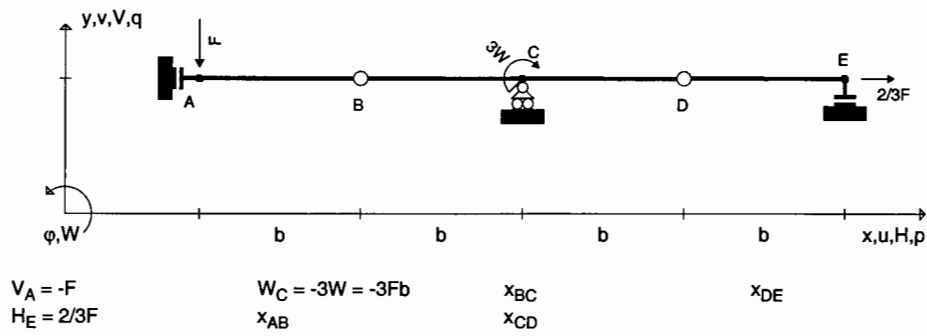 y,v,V,q
F
3W
C
E
A
B
D
2/3F
φ,W
b
b
b
b
x,u,H,p
V_A = -F
W_C = -3W = -3Fb
x_BC
x_DE
H_E = 2/3F
x_AB
x_CD